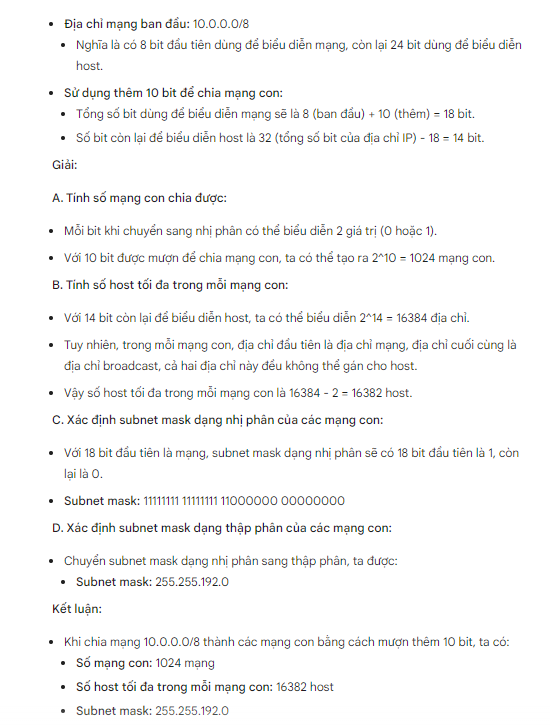 Địa chỉ mạng ban đầu: 10.0.0.0/8
Nghĩa là có 8 bit đầu tiên dùng để biểu diễn mạng, còn lại 24 bit dùng để biểu diễn
host.
Sử dụng thêm 10 bit để chia mạng con:
Tổng số bit dùng để biểu diễn mạng sẽ là 8 (ban đầu) + 10 (thêm) = 18 bit.
Số bit còn lại để biểu diễn host là 32 (tổng số bit của địa chỉ IP) - 18 = 14 bit.
Giải:
A. Tính số mạng con chia được:
Mỗi bit khi chuyển sang nhị phân có thể biểu diễn 2 giá trị (0 hoặc 1).
Với 10 bit được mượn để chia mạng con, ta có thể tạo ra 2^10 = 1024 mạng con.
B. Tính số host tối đa trong mỗi mạng con:
Với 14 bit còn lại để biểu diễn host, ta có thể biểu diễn 2^14 = 16384 địa chỉ.
Tuy nhiên, trong mỗi mạng con, địa chỉ đầu tiên là địa chỉ mạng, địa chỉ cuối cùng là
địa chỉ broadcast, cả hai địa chỉ này đều không thể gán cho host.
Vậy số host tối đa trong mỗi mạng con là 16384 - 2 = 16382 host.
C. Xác định subnet mask dạng nhị phân của các mạng con:
Với 18 bit đầu tiên là mạng, subnet mask dạng nhị phân sẽ có 18 bit đầu tiên là 1, còn
lại là 0.
Subnet mask: 11111111 11111111 11000000 00000000
D. Xác định subnet mask dạng thập phân của các mạng con:
Chuyển subnet mask dạng nhị phân sang thập phân, ta được:
Subnet mask: 255.255.192.0
Kết luận:
Khi chia mạng 10.0.0.0/8 thành các mạng con bằng cách mượn thêm 10 bit, ta có:
Số mạng con: 1024 mạng
Số host tối đa trong mỗi mạng con: 16382 host
Subnet mask: 255.255.192.0